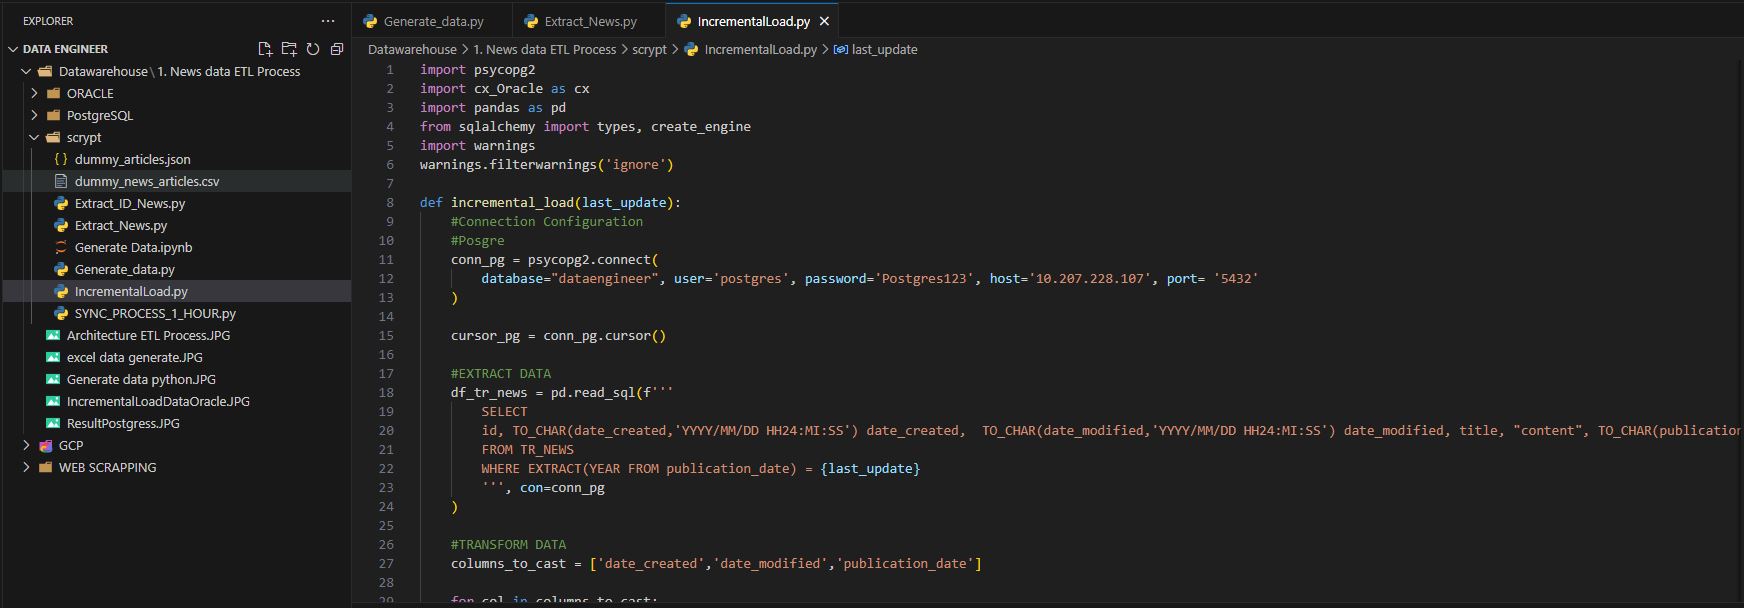 EXPLORER
DATA ENGINEER
Datawarehouse \ 1. News data ETL Process
ORACLE
PostgreSQL
scrypt
{} dummy_articles.json
dummy_news_articles.csv
Extract_ID_News.py
Extract_News.py
Generate Data.ipynb
Generate_data.py
IncrementalLoad.py
SYNC_PROCESS_1_HOUR.py
Architecture ETL Process.JPG
excel data generate.JPG
Generate data python.JPG
IncrementalLoadDataOracle.JPG
ResultPostgress.JPG
GCP
WEB SCRAPPING
Generate_data.py
Extract_News.py
IncrementalLoad.py
Datawarehouse > 1. News data ETL Process > scrypt > IncrementalLoad.py > last_update
1 import psycopg2
2 import cx_Oracle as cx
3 import pandas as pd
4 from sqlalchemy import types, create_engine
5 import warnings
6 warnings.filterwarnings('ignore')
7
8 def incremental_load(last_update):
9 #Connection Configuration
10 #Posgre
11 conn_pg = psycopg2.connect(
12 database="dataengineer", user='postgres', password='Postgres123', host='10.207.228.107', port= '5432'
13 )
14
15 cursor_pg = conn_pg.cursor()
16
17 #EXTRACT DATA
18 df_tr_news = pd.read_sql(f'''
19 SELECT
20 id, TO_CHAR(date_created,'YYYY/MM/DD HH24:MI:SS') date_created,  TO_CHAR(date_modified,'YYYY/MM/DD HH24:MI:SS') date_modified, title, "content", TO_CHAR(publication
21 FROM TR_NEWS
22 WHERE EXTRACT(YEAR FROM publication_date) = {last_update}
23 ''', con=conn_pg
24 )
25
26 #TRANSFORM DATA
27 columns_to_cast = ['date_created','date_modified','publication_date']
28
29 for col in columns_to_cast: